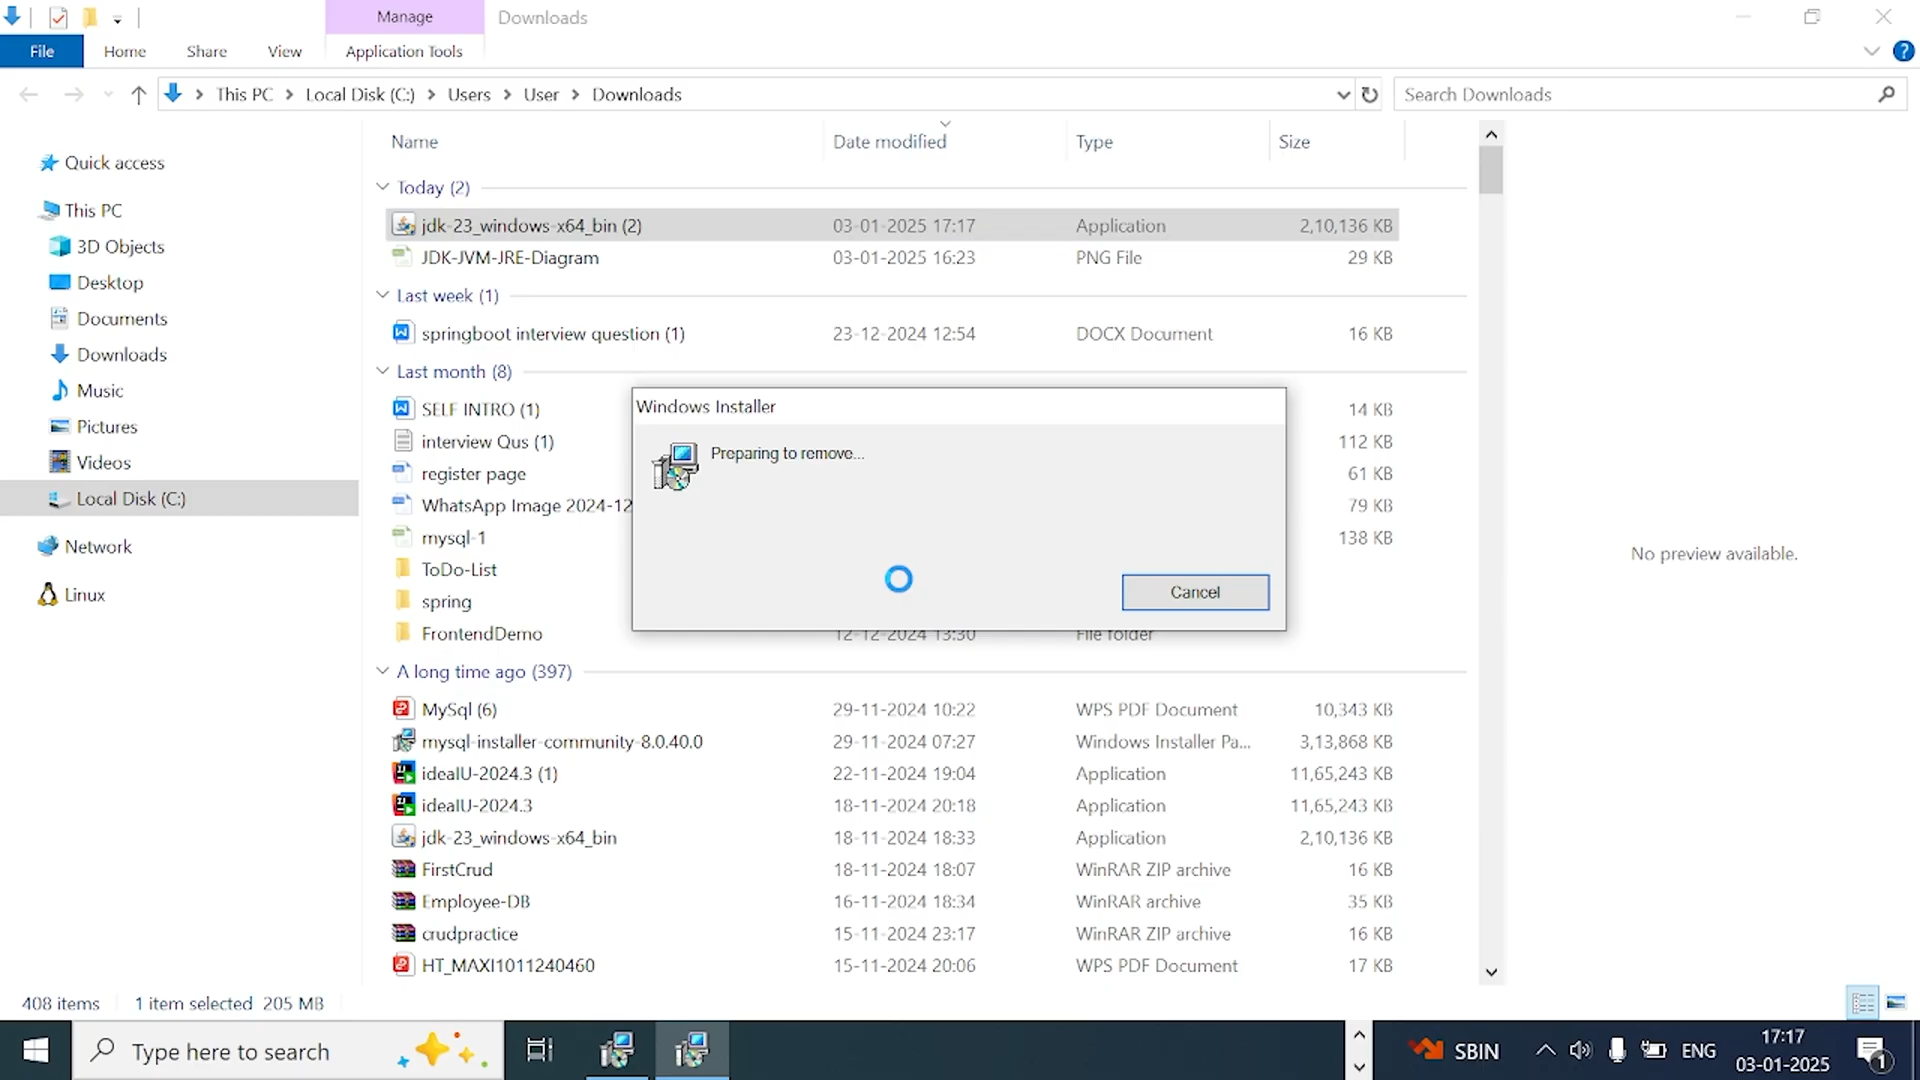 Manage
Downloads
File
Home
Share
View
Application Tools
This PC
Local Disk (C:)
Users
User
Downloads
Search Downloads
Name
Date modified
Type
Size
Quick access
This PC
3D Objects
Desktop
Documents
Downloads
Music
Pictures
Videos
Local Disk (C:)
Network
Linux
Today (2)
jdk-23_windows-x64_bin (2) 03-01-2025 17:17 Application 2,10,136 KB
JDK-JVM-JRE-Diagram 03-01-2025 16:23 PNG File 29 KB
Last week (1)
springboot interview question (1) 23-12-2024 12:54 DOCX Document 16 KB
Last month (8)
SELF INTRO (1) 14 KB
interview Qus (1) 112 KB
register page 61 KB
WhatsApp Image 2024-12 79 KB
mysql-1 138 KB
ToDo-List
spring
FrontendDemo 12-12-2024 13:30 File folder
Windows Installer
Preparing to remove...
Cancel
A long time ago (397)
MySql (6) 29-11-2024 10:22 WPS PDF Document 10,343 KB
mysql-installer-community-8.0.40.0 29-11-2024 07:27 Windows Installer Pa... 3,13,868 KB
ideaIU-2024.3 (1) 22-11-2024 19:04 Application 11,65,243 KB
ideaIU-2024.3 18-11-2024 20:18 Application 11,65,243 KB
jdk-23_windows-x64_bin 18-11-2024 18:33 Application 2,10,136 KB
FirstCrud 18-11-2024 18:07 WinRAR ZIP archive 16 KB
Employee-DB 16-11-2024 18:34 WinRAR archive 35 KB
crudpractice 15-11-2024 23:17 WinRAR ZIP archive 16 KB
HT_MAXI1011240460 15-11-2024 20:06 WPS PDF Document 17 KB
No preview available.
408 items 1 item selected 205 MB
Type here to search
SBIN
ENG
17:17
03-01-2025
1